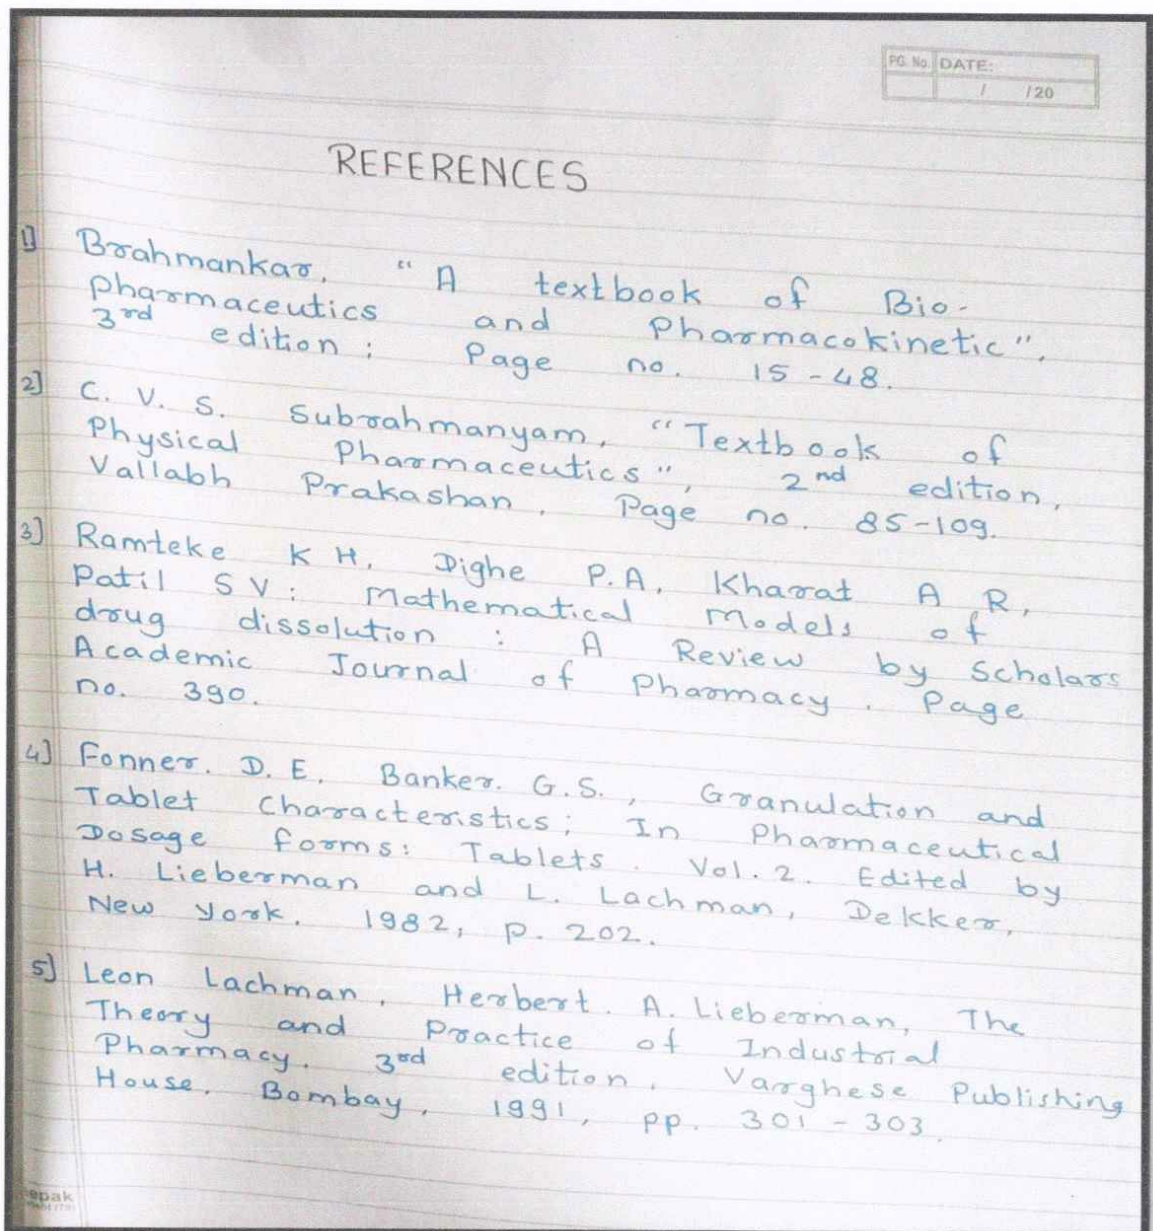 PG. No. DATE:
/ /20
REFERENCES
1] Brahmankar, "A textbook of Bio-
pharmaceutics and Pharmacokinetic",
3rd edition; Page no. 15-48.
2] C. V. S. Subrahmanyam, "Textbook of
Physical Pharmaceutics", 2nd edition,
Vallabh Prakashan, Page no. 85-109.
3] Ramteke K H, Dighe P.A, Kharat A R,
Patil S V: Mathematical Models of
drug dissolution : A Review by Scholars
Academic Journal of Pharmacy. Page
no. 390.
4] Fonner. D. E. Banker. G.S., Granulation and
Tablet Characteristics; In Pharmaceutical
Dosage forms: Tablets. Vol. 2. Edited by
H. Lieberman and L. Lachman, Dekker,
New York, 1982, p. 202.
5] Leon Lachman, Herbert. A. Lieberman, The
Theory and Practice of Industrial
Pharmacy. 3rd edition, Varghese Publishing
House, Bombay, 1991, pp. 301-303.